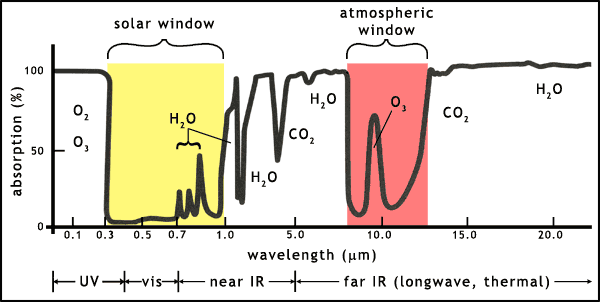 solar window
atmospheric
window
absorption (%)
100
50
0
O₂
O₃
H₂O
H₂O
CO₂
H₂O
O₃
CO₂
H₂O
0.1 0.3 0.5 0.7 1.0 5.0 10.0 15.0 20.0
wavelength (μm)
UV vis near IR far IR (longwave, thermal)